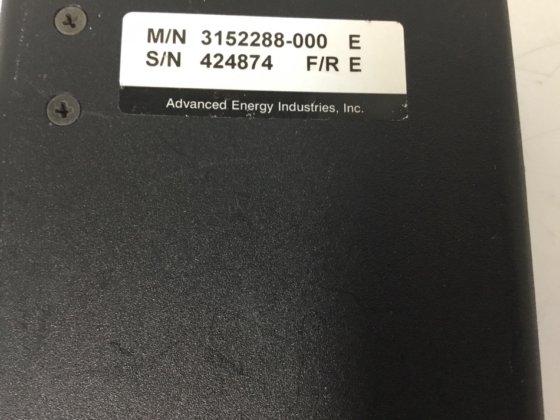 M/N 3152288-000 E
S/N 424874 F/R E
Advanced Energy Industries, Inc.